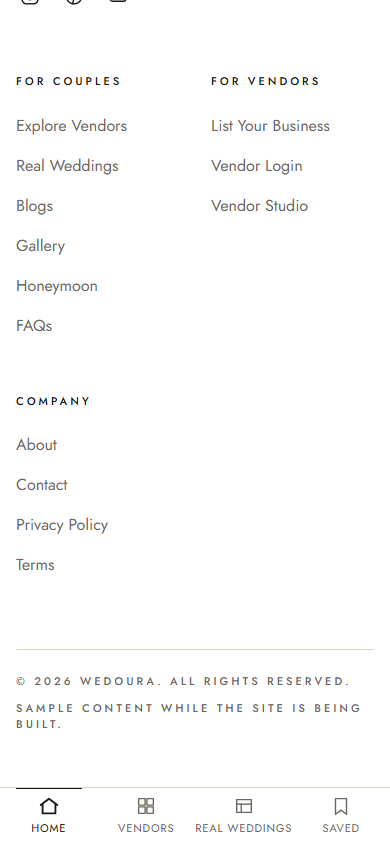 FOR COUPLES
Explore Vendors
Real Weddings
Blogs
Gallery
Honeymoon
FAQs
FOR VENDORS
List Your Business
Vendor Login
Vendor Studio
COMPANY
About
Contact
Privacy Policy
Terms
© 2026 WEDOURA. ALL RIGHTS RESERVED.
SAMPLE CONTENT WHILE THE SITE IS BEING
BUILT.
HOME
VENDORS
REAL WEDDINGS
SAVED